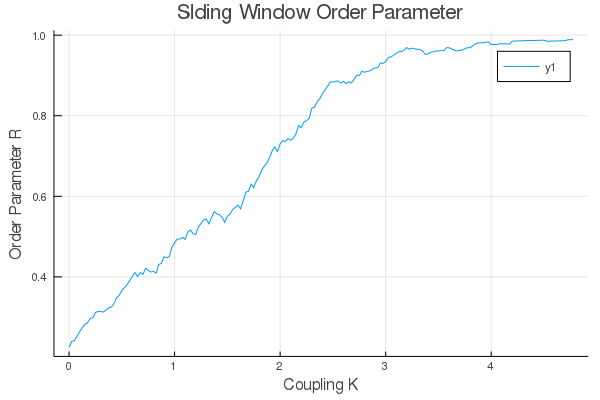 SIding Window Order Parameter
1.0
0.8
0.6
0.4
Order Parameter R
y1
0
1
2
3
4
Coupling K